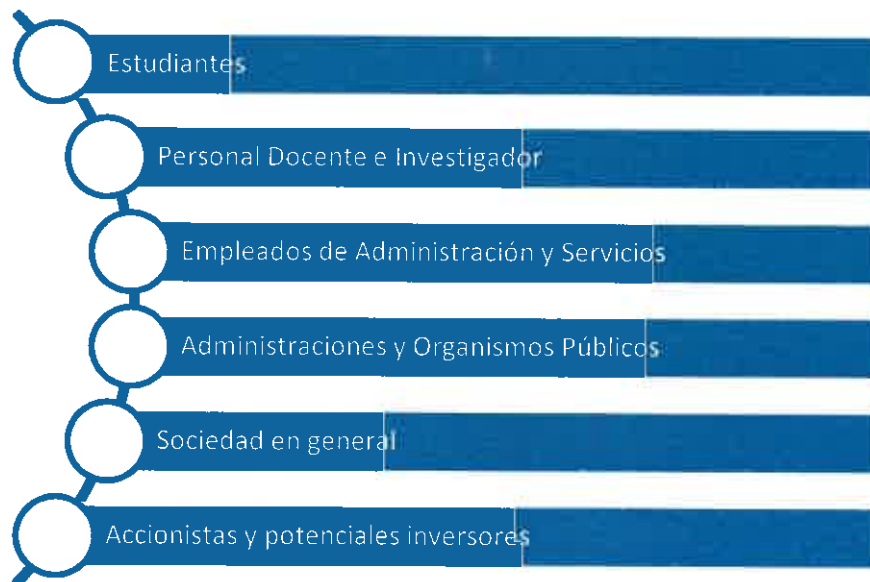 Estudiantes
Personal Docente e Investigador
Empleados de Administración y Servicios
Administraciones y Organismos Públicos
Sociedad en general
Accionistas y potenciales inversores